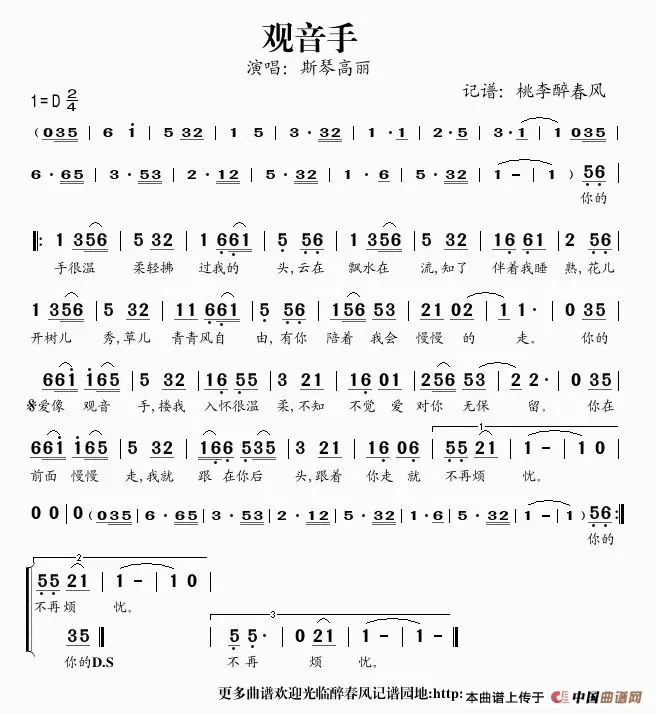 观音手
演唱：斯琴高丽
1=D 2/4
记谱：桃李醉春风
（035 | 6 i | 5 32 | 1 5 | 3· 32 | 1 ·1 | 2·5 | 3·1 | 1 035 |
6· 65 | 3· 53 | 2· 12 | 5· 32 | 1 · 6 | 5· 32 | 1 – | 1 ）56 |
你的
‖: 1 356 | 5 32 | 1 661 | 5 56 | 1 356 | 5 32 | 16 61 | 2 56 |
手很温 柔轻拂 过我的 头,云在 飘水在 流,知了 伴着我睡 熟,花儿
1 356 | 5 32 | 11 661 | 5 56 | 156 53 | 21 02 | 1 1· | 0 35 |
开树儿 秀,草儿 青青风自 由,有你 陪着 我会 慢慢 的 走。 你的
661 165 | 5 32 | 16 55 | 3 21 | 16 01 | 256 53 | 2 2· | 0 35 |
爱像 观音 手,搂我 入怀很温 柔,不知 不觉 爱 对你 无保 留。 你在
1
661 165 | 5 32 | 166 535 | 3 21 | 16 06 | 55 21 | 1 – | 1 0 |
前面 慢慢 走,我就 跟 在你后 头,跟着 你走 就 不再烦 忧。
0 0 | 0（035 | 6· 65 | 3· 53 | 2· 12 | 5· 32 | 1· 6 | 5· 32 | 1 – | 1）56 :‖
你的
2
55 21 | 1 – | 1 0 |
不再烦 忧。
3
35 ‖ 5 5· | 0 21 | 1 – | 1 – ‖
你的D.S 不再 烦 忧。
更多曲谱欢迎光临醉春风记谱园地:http:
本曲谱上传于 中国曲谱网